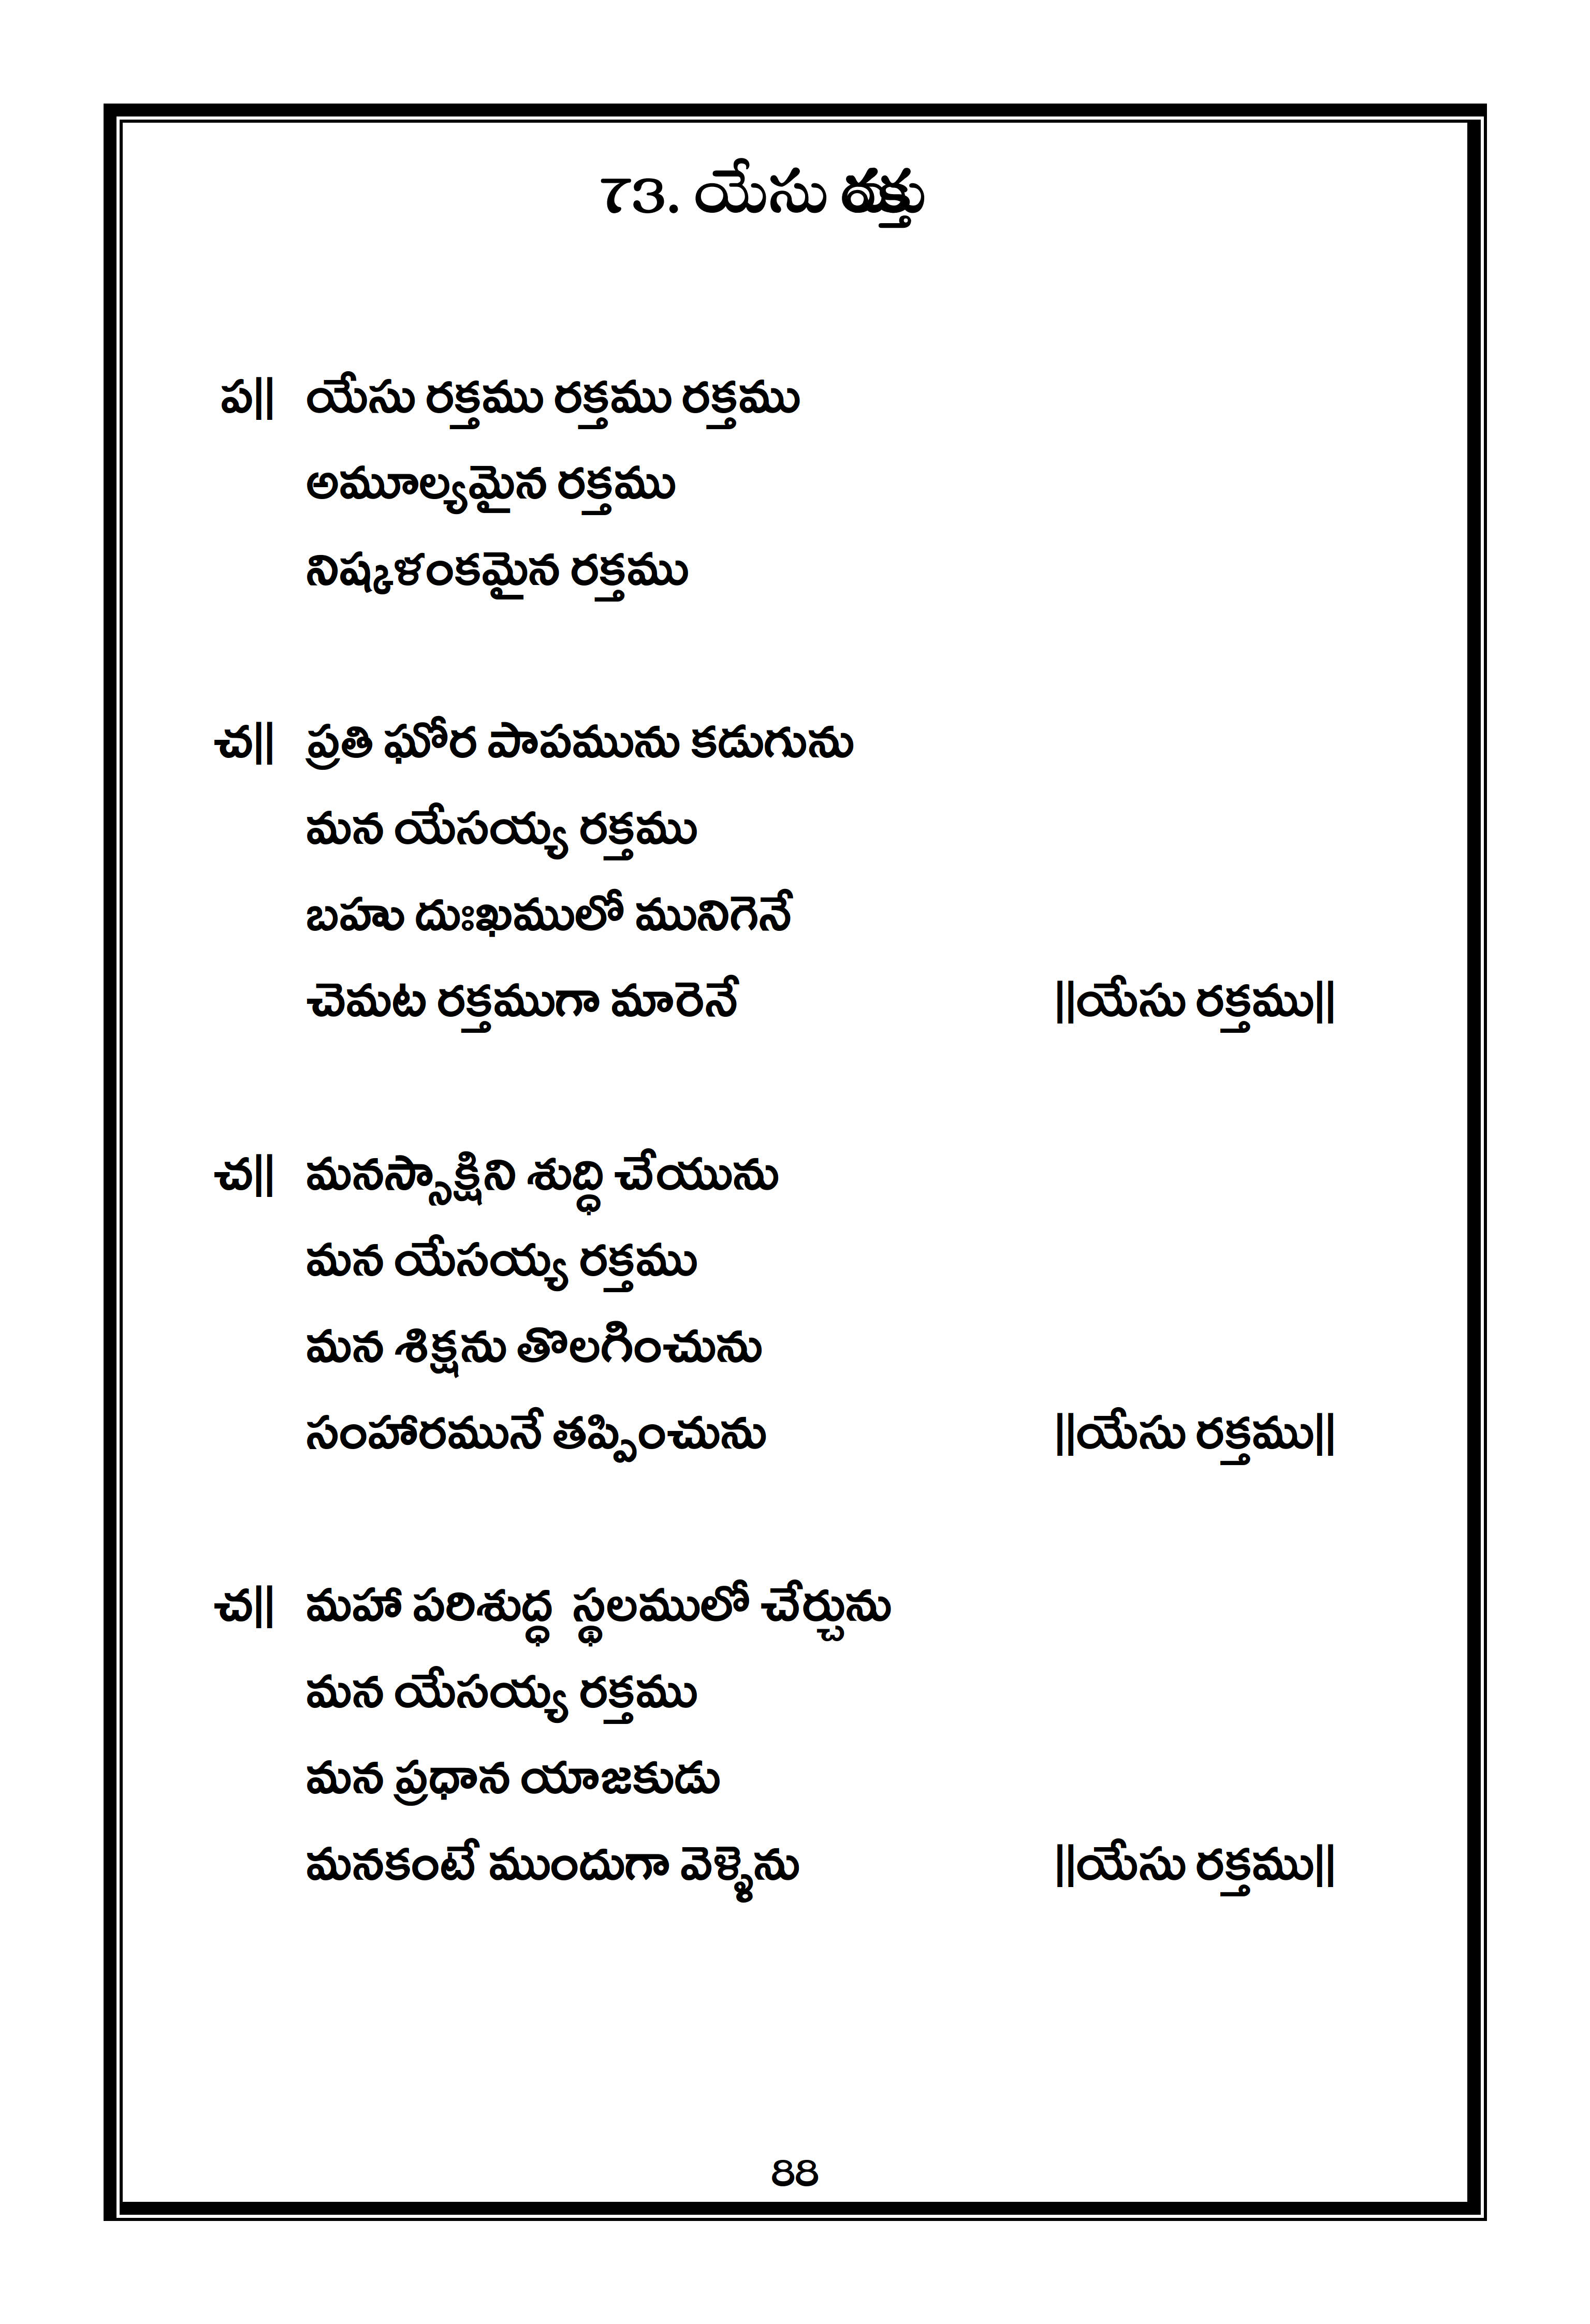 73. యేసు రక్తము
ప|| యేసు రక్తము రక్తము రక్తము
అమూల్యమైన రక్తము
నిష్కళంకమైన రక్తము
చ|| ప్రతి ఘోర పాపమును కడుగును
మన యేసయ్య రక్తము
బహు దుఃఖములో మునిగెనే
చెమట రక్తముగా మారెనే ||యేసు రక్తము||
చ|| మనస్సాక్షిని శుద్ధి చేయును
మన యేసయ్య రక్తము
మన శిక్షను తొలగించును
సంహారమునే తప్పించును ||యేసు రక్తము||
చ|| మహా పరిశుద్ధ స్థలములో చేర్చును
మన యేసయ్య రక్తము
మన ప్రధాన యాజకుడు
మనకంటే ముందుగా వెళ్ళెను ||యేసు రక్తము||
88